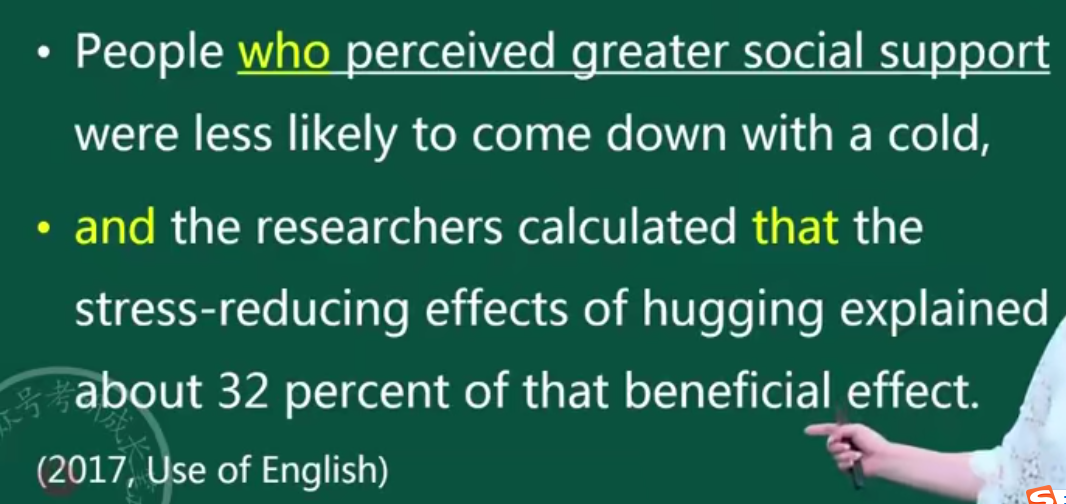 • People who perceived greater social support
were less likely to come down with a cold,
• and the researchers calculated that the
stress-reducing effects of hugging explained
about 32 percent of that beneficial effect.
(2017, Use of English)